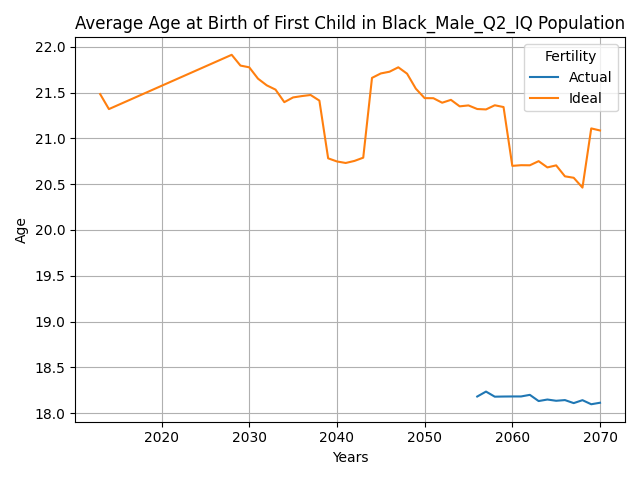 Average Age at Birth of First Child in Black_Male_Q2_IQ Population
22.0
21.5
21.0
20.5
20.0
19.5
19.0
18.5
18.0
Age
Fertility
Actual
Ideal
2020 2030 2040 2050 2060 2070
Years